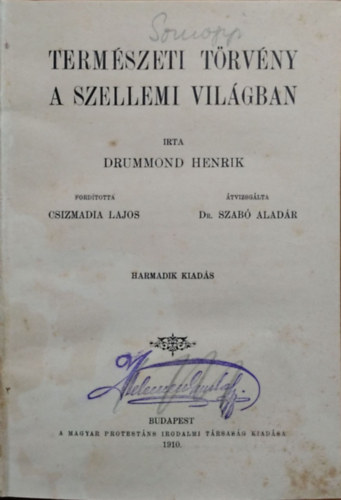 Somogyi
TERMÉSZETI TÖRVÉNY
A SZELLEMI VILÁGBAN
IRTA
DRUMMOND HENRIK
FORDÍTOTTA
CSIZMADIA LAJOS
ÁTVIZSGÁLTA
DR. SZABÓ ALADÁR
HARMADIK KIADÁS
BUDAPEST
A MAGYAR PROTESTÁNS IRODALMI TÁRSASÁG KIADÁSA
1910.